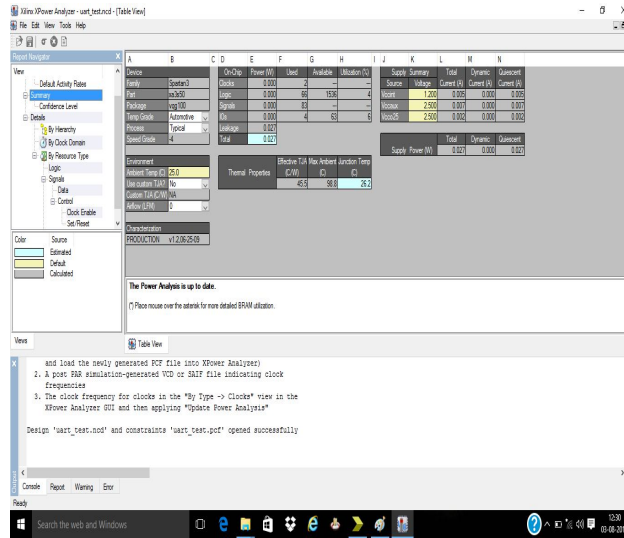 Xilinx XPower Analyzer - uart_test.ncd - [Table View]
File Edit View Tools Help
Report Navigator
View
Default Activity Rates
Summary
Confidence Level
Details
By Hierarchy
By Clock Domain
By Resource Type
Logic
Signals
Data
Control
Clock Enable
Set/Reset
Color Source
Estimated
Default
Calculated
Views
A B C D E F G H I J K L M N
Device
Family Spartan3
Part
Package vqg100
Temp Grade Automotive
Process Typical
Speed Grade -4
Environment
Ambient Temp (C) 25.0
Use custom TJA? No
Custom TJA (C/W) NA
Airflow (LFM) 0
Characterization
PRODUCTION v1.2,06-25-09
On-Chip Power (W) Used Available Utilization (%)
Clocks 0.000 2 --- ---
Logic 0.000 66 1536 4
Signals 0.000 83 --- ---
IOs 0.000 4 63 6
Leakage 0.027
Total 0.027
Effective TJA Max Ambient Junction Temp
Thermal Properties (C/W) (C) (C)
45.5 98.8 26.2
Supply Summary Total Dynamic Quiescent
Source Voltage Current (A) Current (A) Current (A)
Vccint 1.200 0.005 0.000 0.005
Vccaux 2.500 0.007 0.000 0.007
Vcco25 2.500 0.002 0.000 0.002
Total Dynamic Quiescent
Supply Power (W) 0.027 0.000 0.027
The Power Analysis is up to date.
(*) Place mouse over the asterisk for more detailed BRAM utilization.
Table View
and load the newly generated PCF file into XPower Analyzer)
2. A post PAR simulation-generated VCD or SAIF file indicating clock
frequencies
3. The clock frequency for clocks in the "By Type -> Clocks" view in the
XPower Analyzer GUI and then applying "Update Power Analysis"
Design 'uart_test.ncd' and constraints 'uart_test.pcf' opened successfully
Output
Console Report Warning Error
Ready
Search the web and Windows
12:30